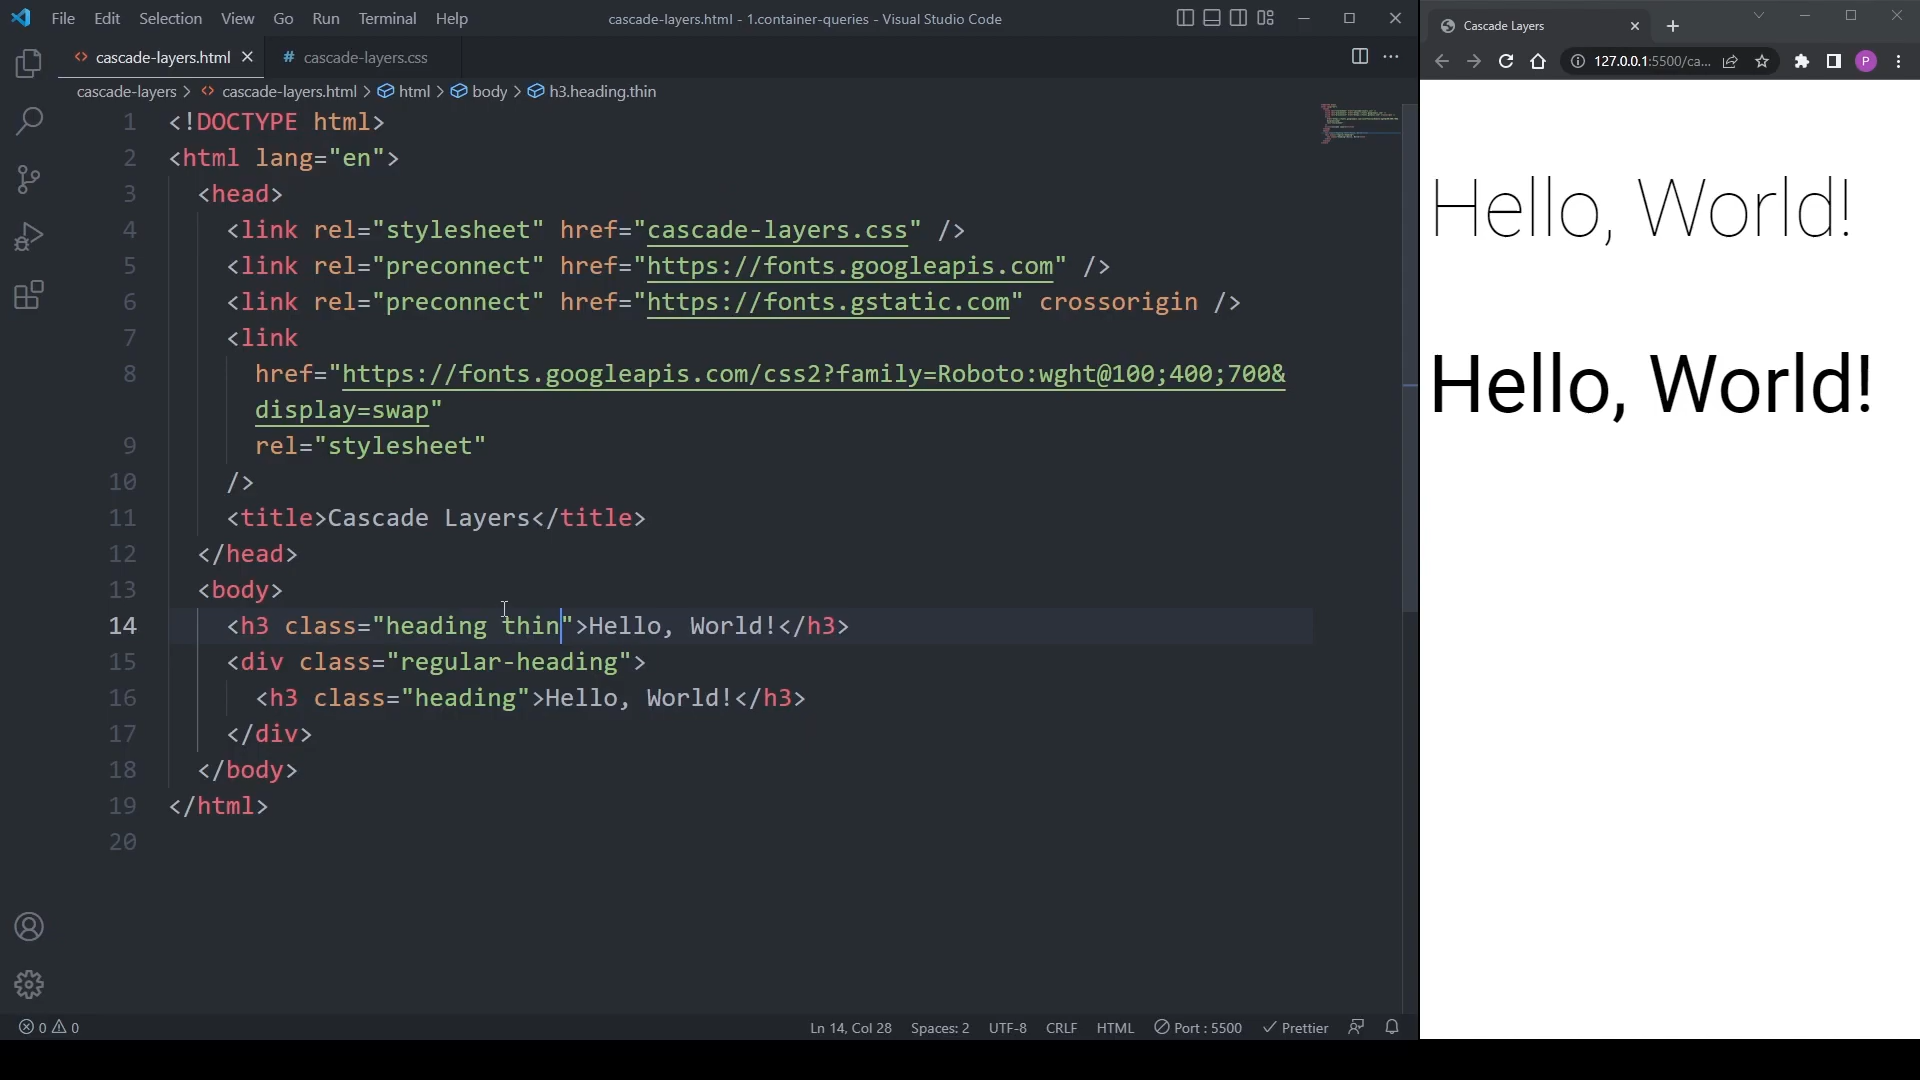 File Edit Selection View Go Run Terminal Help
cascade-layers.html - 1.container-queries - Visual Studio Code
cascade-layers.html
# cascade-layers.css
cascade-layers > cascade-layers.html > html > body > h3.heading.thin
1 <!DOCTYPE html>
2 <html lang="en">
3 <head>
4 <link rel="stylesheet" href="cascade-layers.css" />
5 <link rel="preconnect" href="https://fonts.googleapis.com" />
6 <link rel="preconnect" href="https://fonts.gstatic.com" crossorigin />
7 <link
8 href="https://fonts.googleapis.com/css2?family=Roboto:wght@100;400;700&
display=swap"
9 rel="stylesheet"
10 />
11 <title>Cascade Layers</title>
12 </head>
13 <body>
14 <h3 class="heading thin">Hello, World!</h3>
15 <div class="regular-heading">
16 <h3 class="heading">Hello, World!</h3>
17 </div>
18 </body>
19 </html>
20
0 0
Ln 14, Col 28 Spaces: 2 UTF-8 CRLF HTML Port : 5500 Prettier
Cascade Layers
127.0.0.1:5500/ca...
P
Hello, World!
Hello, World!